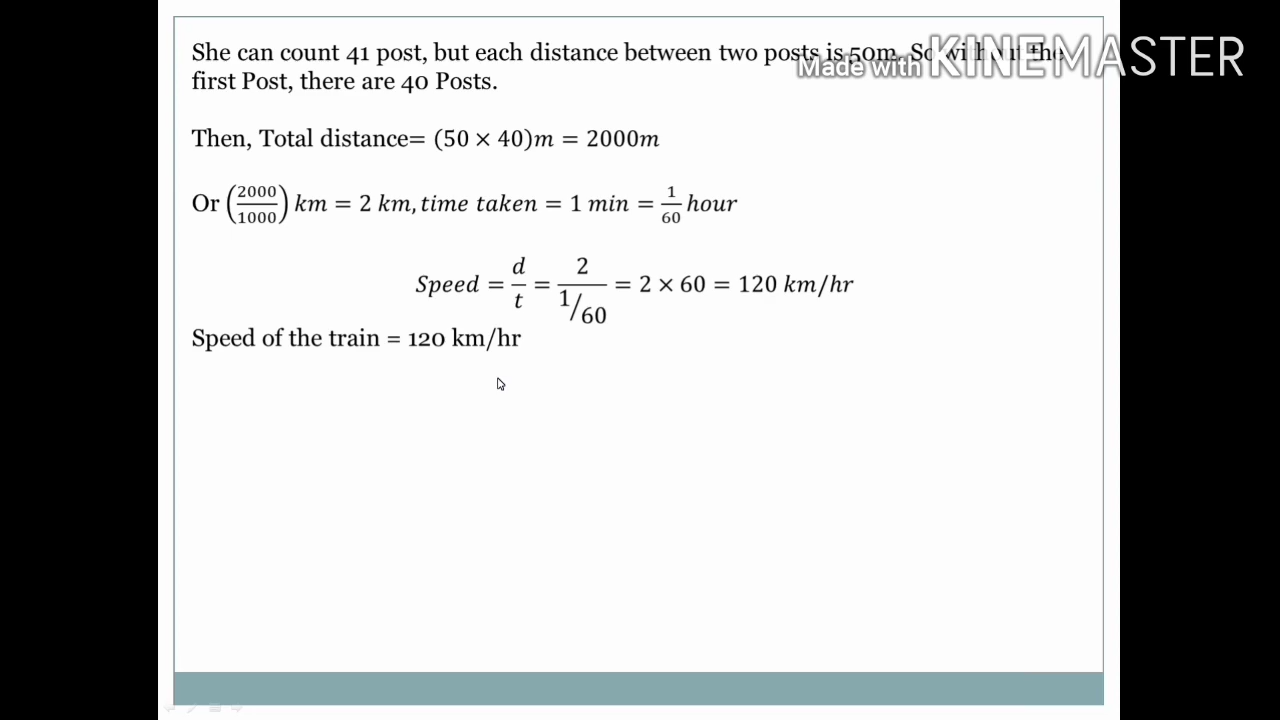 She can count 41 post, but each distance between two posts is 50m. So without the
Made with KINEMASTER
first Post, there are 40 Posts.
Then, Total distance= (50 × 40)m = 2000m
Or (2000/1000) km = 2 km, time taken = 1 min = 1/60 hour
Speed = d/t = 2/(1/60) = 2 × 60 = 120 km/hr
Speed of the train = 120 km/hr